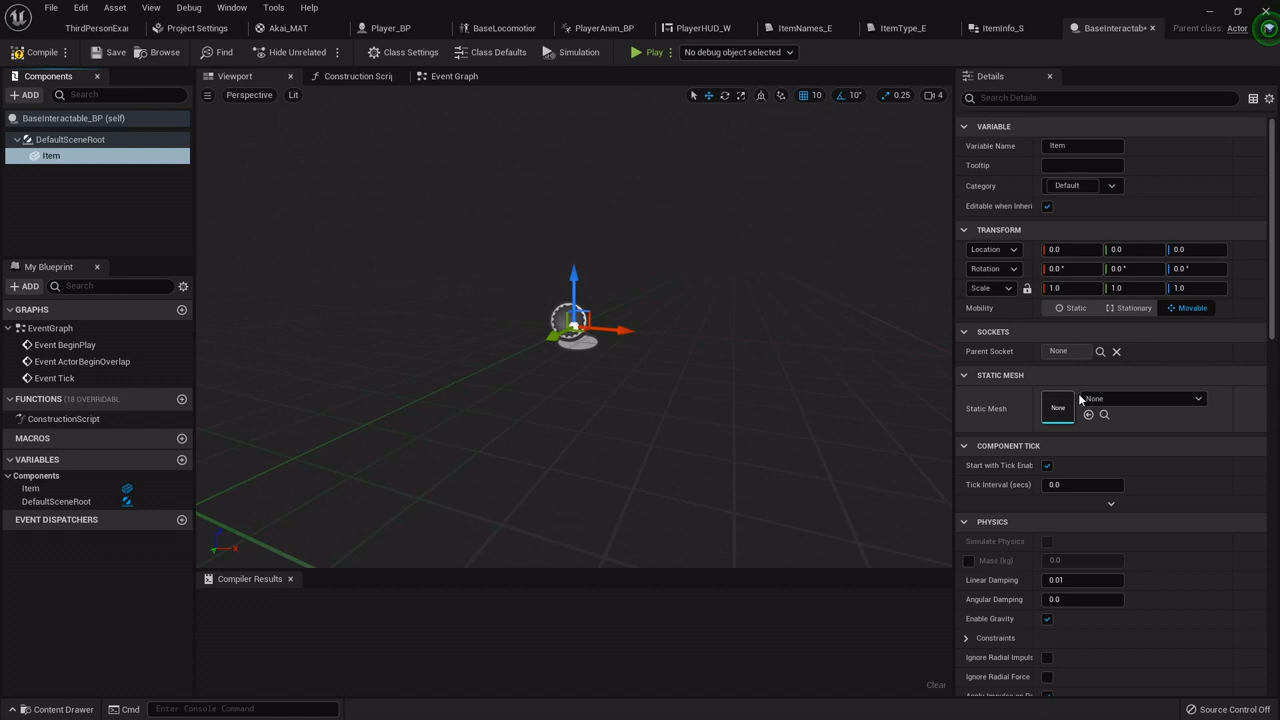 File Edit Asset View Debug Window Tools Help
ThirdPersonExa Project Settings Akai_MAT Player_BP BaseLocomotior PlayerAnim_BP PlayerHUD_W ItemNames_E ItemType_E ItemInfo_S BaseInteractab• Parent class: Actor
Compile Save Browse Find Hide Unrelated Class Settings Class Defaults Simulation Play No debug object selected
Components Viewport Construction Scrip Event Graph Details
ADD Search Perspective Lit 10 10° 0.25 4 Search Details
BaseInteractable_BP (self)
DefaultSceneRoot
Item
VARIABLE
Variable Name Item
Tooltip
Category Default
Editable when Inheri
TRANSFORM
Location 0.0 0.0 0.0
Rotation 0.0 ° 0.0 ° 0.0 °
Scale 1.0 1.0 1.0
Mobility Static Stationary Movable
SOCKETS
Parent Socket None
STATIC MESH
Static Mesh None None
COMPONENT TICK
Start with Tick Enab
Tick Interval (secs) 0.0
PHYSICS
Simulate Physics
Mass (kg) 0.0
Linear Damping 0.01
Angular Damping 0.0
Enable Gravity
Constraints
Ignore Radial Impuls
Ignore Radial Force
My Blueprint
ADD Search
GRAPHS
EventGraph
Event BeginPlay
Event ActorBeginOverlap
Event Tick
FUNCTIONS (18 OVERRIDABL
ConstructionScript
MACROS
VARIABLES
Components
Item
DefaultSceneRoot
EVENT DISPATCHERS
X
Compiler Results
Clear
Content Drawer Cmd Enter Console Command Source Control Off